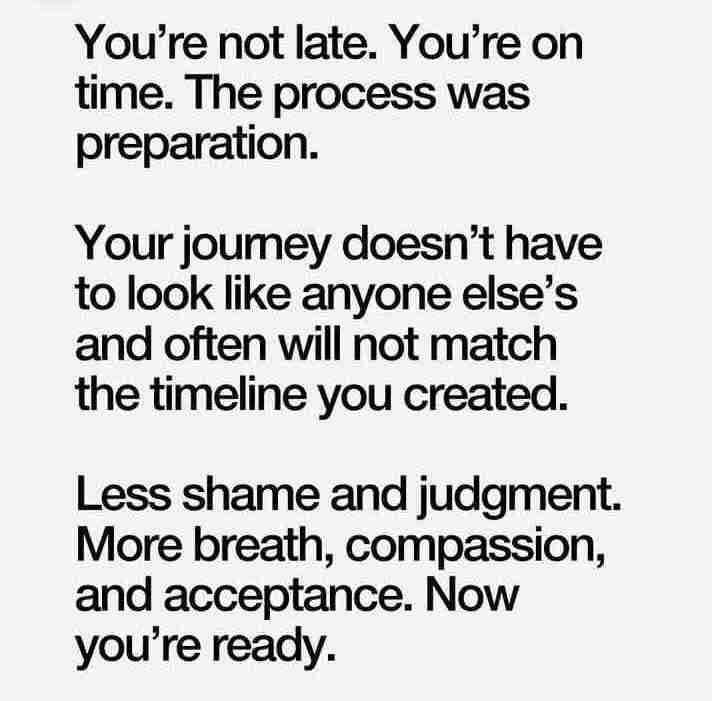 You're not late. You're on
time. The process was
preparation.
Your journey doesn't have
to look like anyone else's
and often will not match
the timeline you created.
Less shame and judgment.
More breath, compassion,
and acceptance. Now
you're ready.